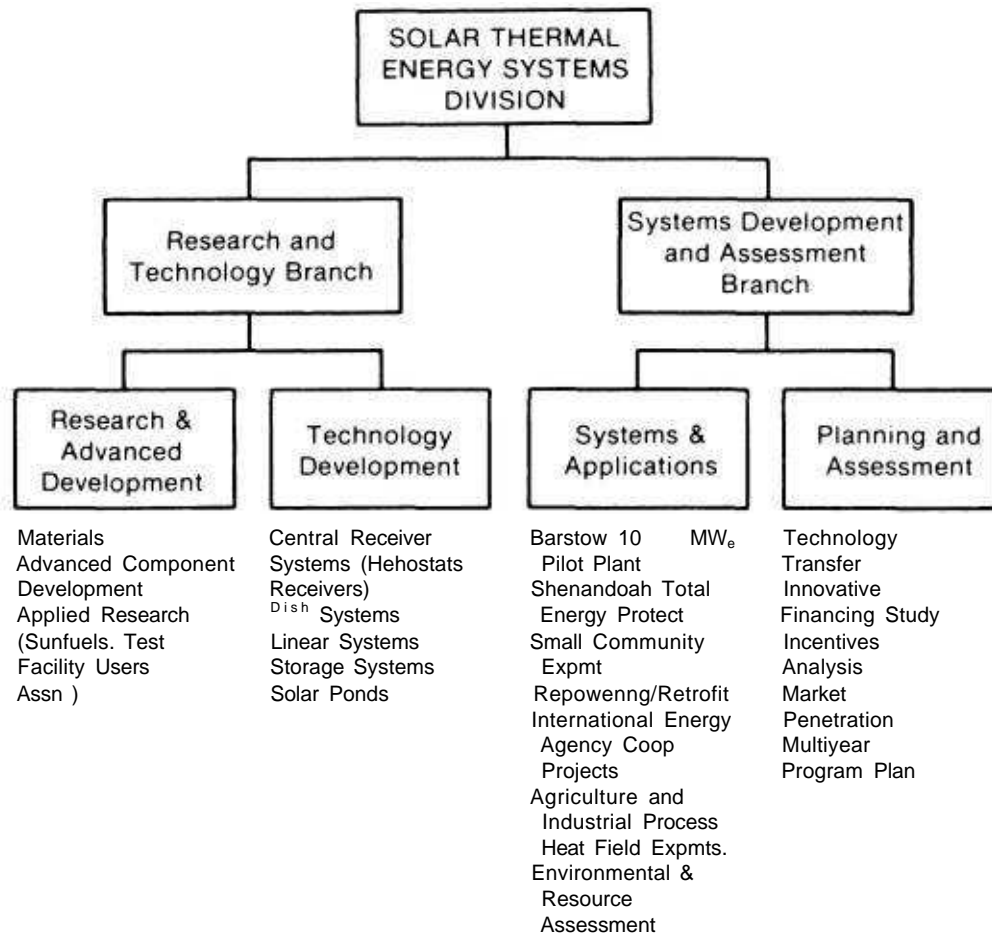 SOLAR THERMAL
ENERGY SYSTEMS
DIVISION
Research and
Technology Branch
Systems Development
and Assessment
Branch
Research &
Advanced
Development
Technology
Development
Systems &
Applications
Planning and
Assessment
Materials
Advanced Component
Development
Applied Research
(Sunfuels. Test
Facility Users
Assn )
Central Receiver
Systems (Hehostats
Receivers)
Dish Systems
Linear Systems
Storage Systems
Solar Ponds
Barstow 10 MWe
Pilot Plant
Shenandoah Total
Energy Protect
Small Community
Expmt
Repowenng/Retrofit
International Energy
Agency Coop
Projects
Agriculture and
Industrial Process
Heat Field Expmts.
Environmental &
Resource
Assessment
Technology
Transfer
Innovative
Financing Study
Incentives
Analysis
Market
Penetration
Multiyear
Program Plan